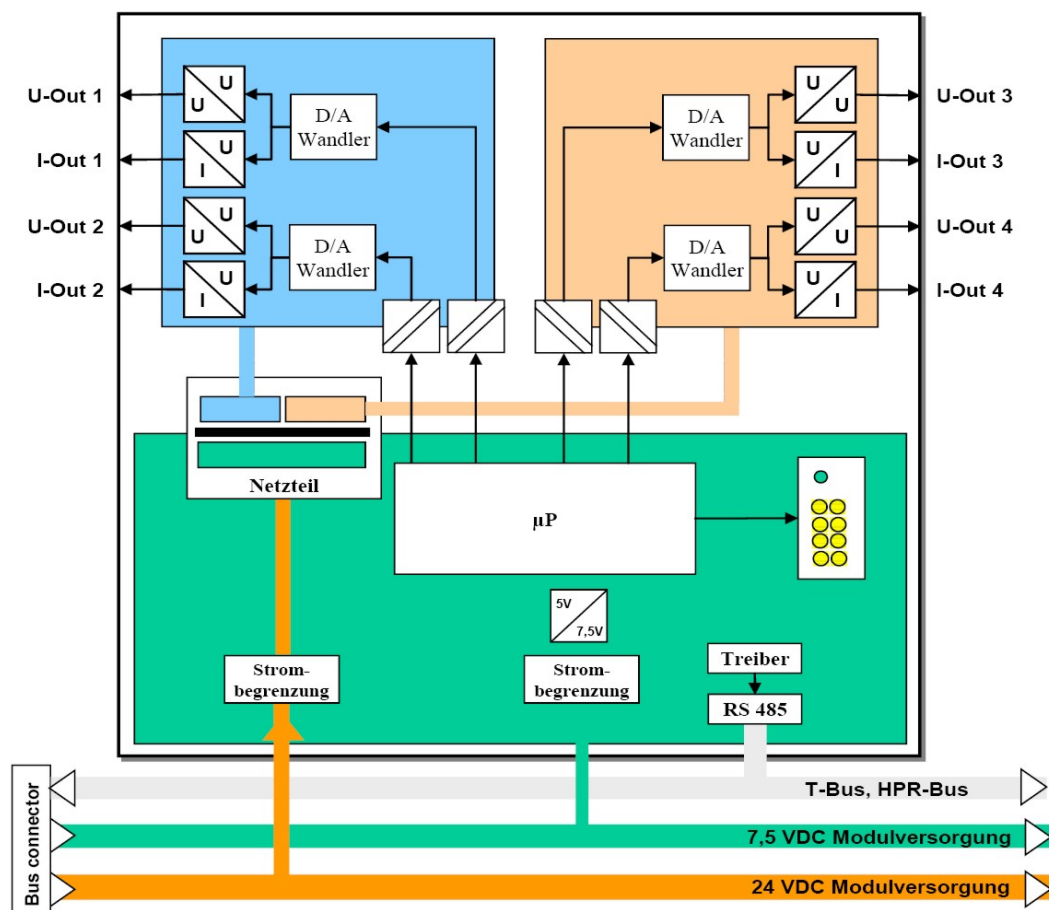 U-Out 1
U
U
D/A
Wandler
I-Out 1
U
I
U-Out 2
U
U
D/A
Wandler
I-Out 2
U
I
D/A
Wandler
U
U
U-Out 3
U
I
I-Out 3
D/A
Wandler
U
U
U-Out 4
U
I
I-Out 4
Netzteil
µP
5V
7,5V
Strom-
begrenzung
Strom-
begrenzung
Treiber
RS 485
Bus connector
T-Bus, HPR-Bus
7,5 VDC Modulversorgung
24 VDC Modulversorgung